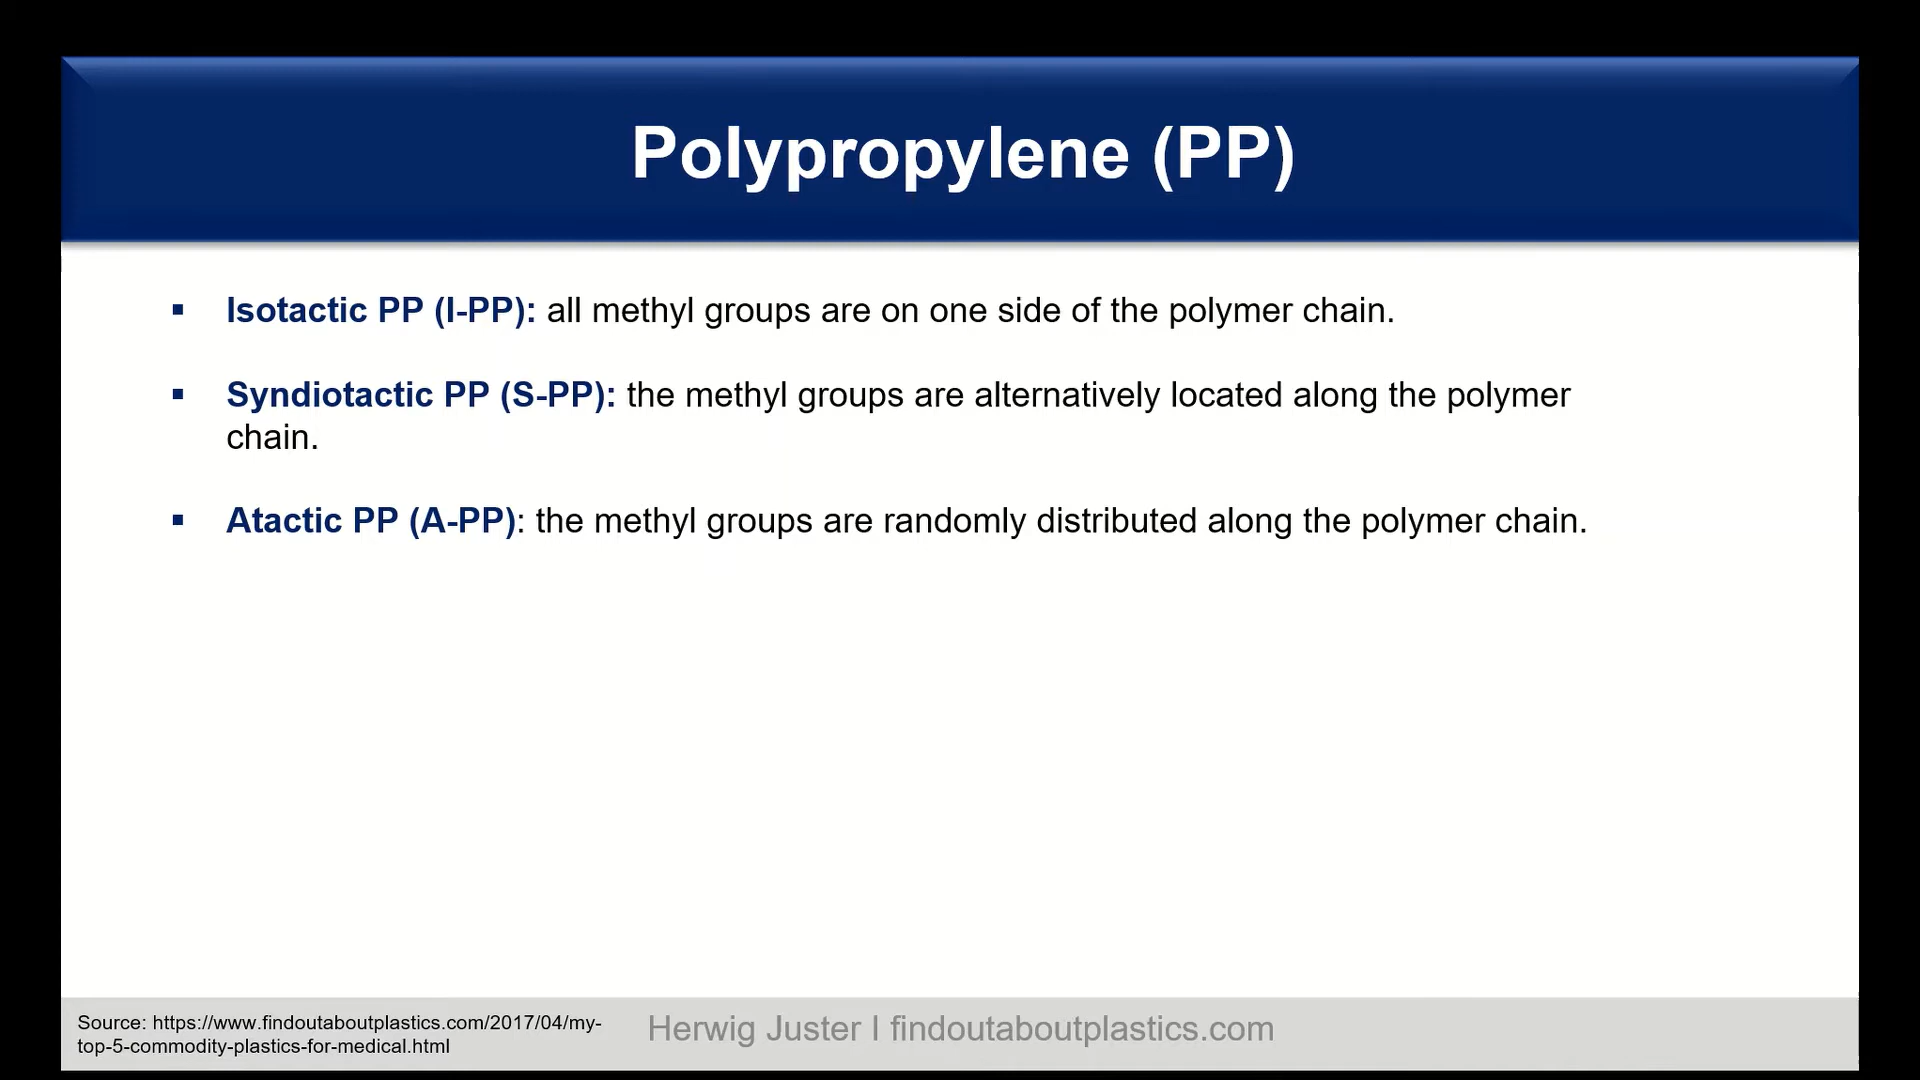 Polypropylene (PP)
▪ Isotactic PP (I-PP): all methyl groups are on one side of the polymer chain.
▪ Syndiotactic PP (S-PP): the methyl groups are alternatively located along the polymer
chain.
▪ Atactic PP (A-PP): the methyl groups are randomly distributed along the polymer chain.
Source: https://www.findoutaboutplastics.com/2017/04/my-
top-5-commodity-plastics-for-medical.html
Herwig Juster I findoutaboutplastics.com